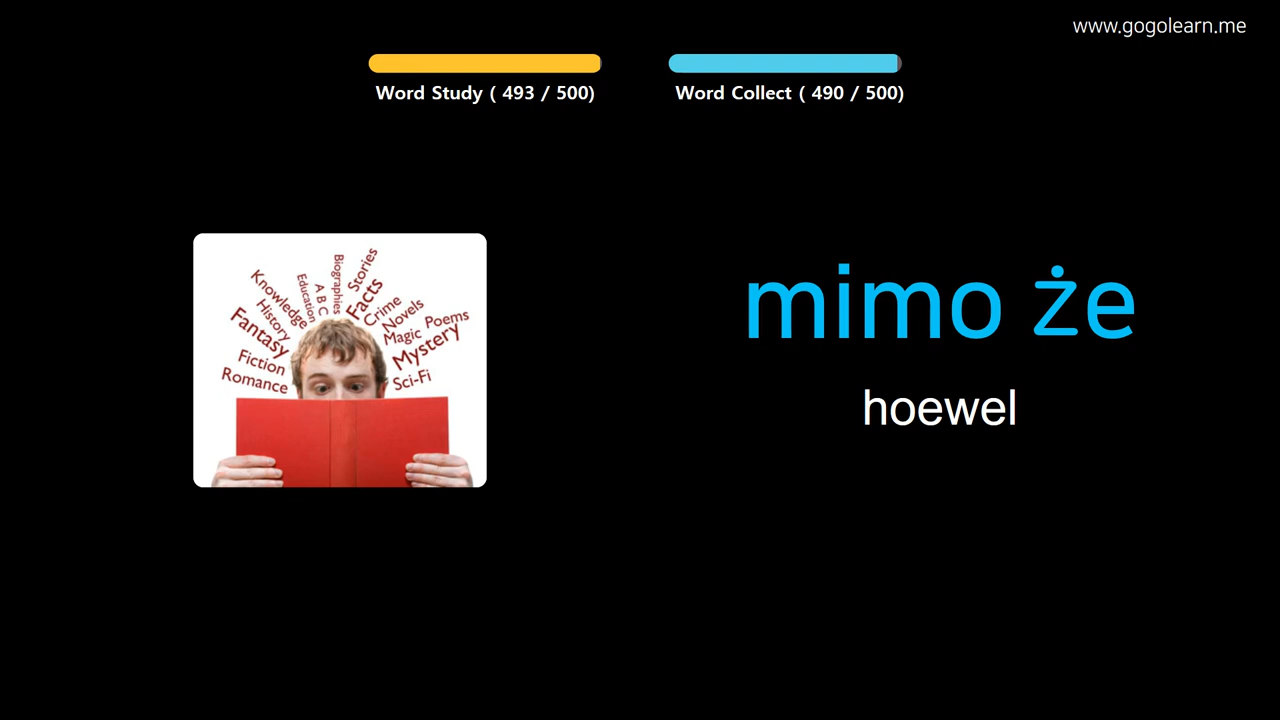 www.gogolearn.me
Word Study ( 493 / 500)
Word Collect ( 490 / 500)
Stories
Biographies
Facts
A B C
Education
Knowledge
History
Crime
Novels
Fantasy
Magic
Poems
Mystery
Fiction
Romance
Sci-Fi
mimo że
hoewel